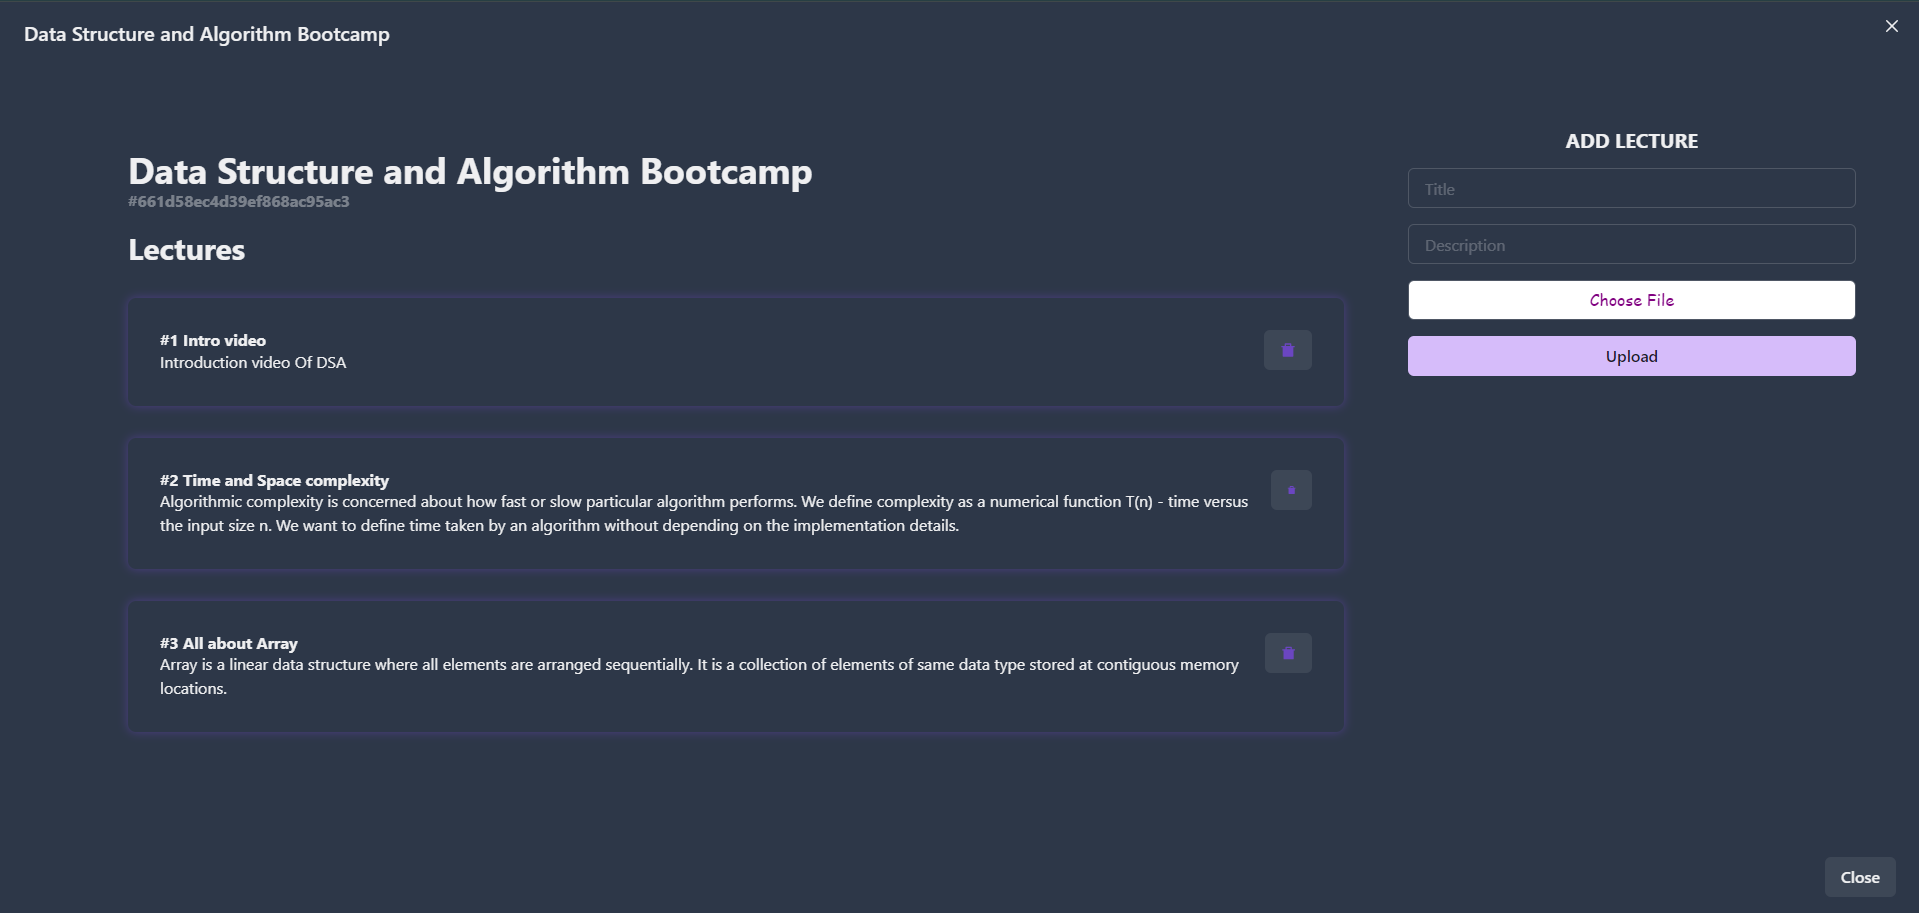 Data Structure and Algorithm Bootcamp
Data Structure and Algorithm Bootcamp
#661d58ec4d39ef868ac95ac3
Lectures
#1 Intro video
Introduction video Of DSA
#2 Time and Space complexity
Algorithmic complexity is concerned about how fast or slow particular algorithm performs. We define complexity as a numerical function T(n) - time versus
the input size n. We want to define time taken by an algorithm without depending on the implementation details.
#3 All about Array
Array is a linear data structure where all elements are arranged sequentially. It is a collection of elements of same data type stored at contiguous memory
locations.
ADD LECTURE
Title
Description
Choose File
Upload
Close